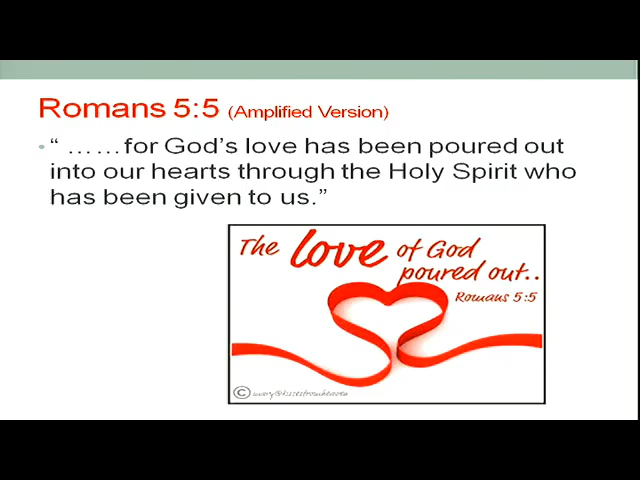 Romans 5:5 (Amplified Version)
• “ … … for God’s love has been poured out
into our hearts through the Holy Spirit who
has been given to us.”
The love of God
poured out..
Romans 5:5
©